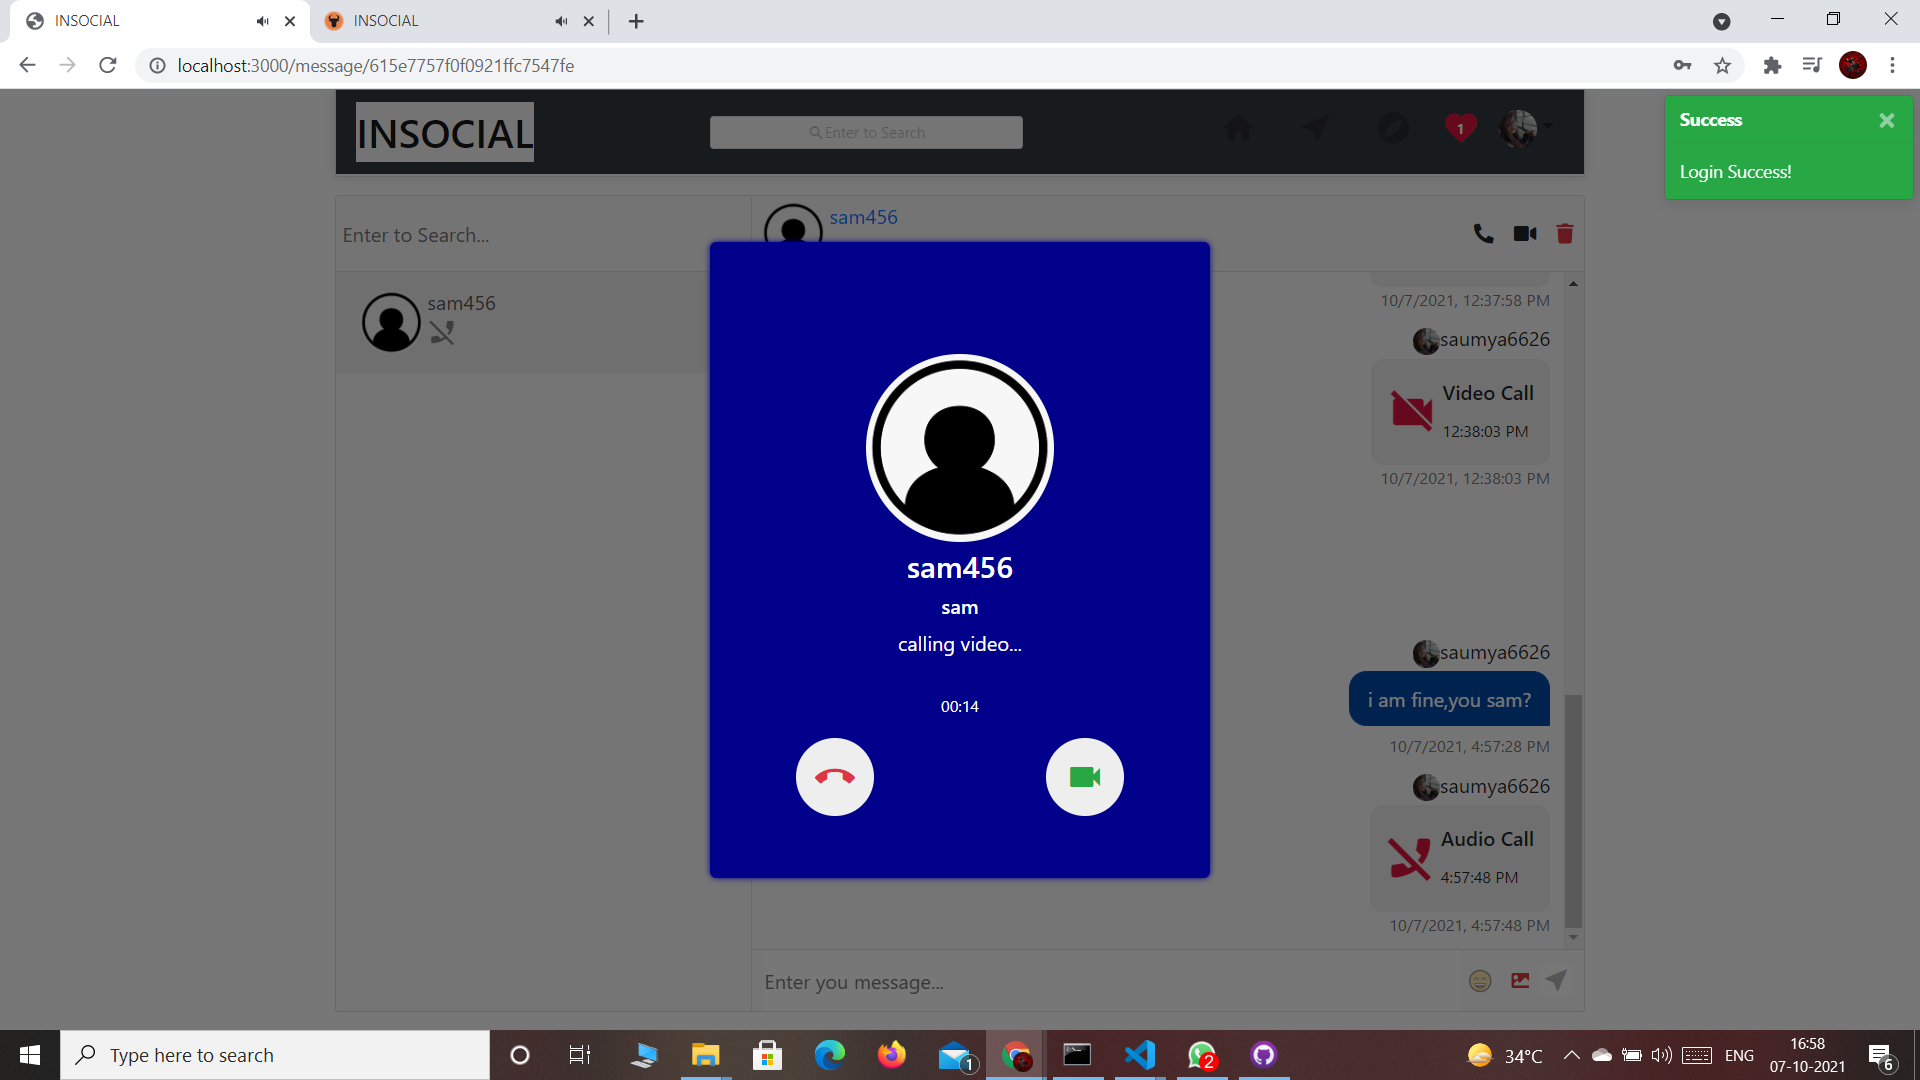 INSOCIAL
INSOCIAL
localhost:3000/message/615e7757f0f0921ffc7547fe
INSOCIAL
Enter to Search
1
Success
Login Success!
Enter to Search...
sam456
sam456
10/7/2021, 12:37:58 PM
saumya6626
Video Call
12:38:03 PM
10/7/2021, 12:38:03 PM
sam456
sam
calling video...
00:14
saumya6626
i am fine,you sam?
10/7/2021, 4:57:28 PM
saumya6626
Audio Call
4:57:48 PM
10/7/2021, 4:57:48 PM
Enter you message...
Type here to search
1
2
34°C
ENG
16:58
07-10-2021
6